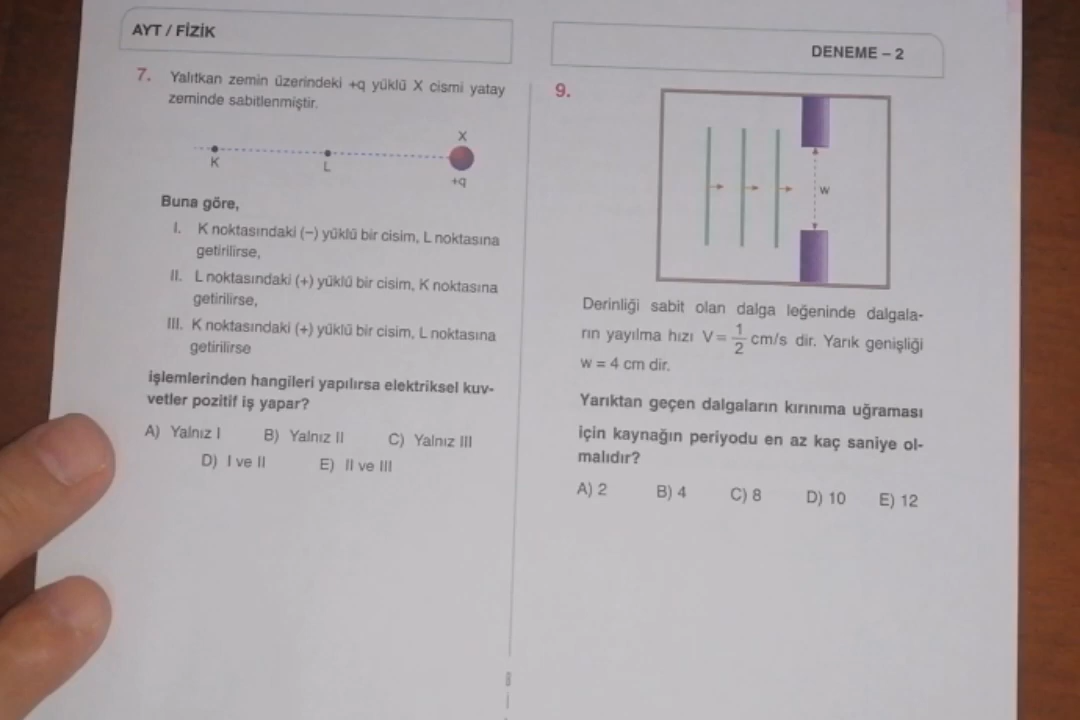 AYT / FİZİK
7. Yalıtkan zemin üzerindeki +q yüklü X cismi yatay
zeminde sabitlenmiştir.
X
K
L
+q
Buna göre,
I. K noktasındaki (–) yüklü bir cisim, L noktasına
getirilirse,
II. L noktasındaki (+) yüklü bir cisim, K noktasına
getirilirse,
III. K noktasındaki (+) yüklü bir cisim, L noktasına
getirilirse
işlemlerinden hangileri yapılırsa elektriksel kuv-
vetler pozitif iş yapar?
A) Yalnız I B) Yalnız II C) Yalnız III
D) I ve II E) II ve III
DENEME – 2
9.
w
Derinliği sabit olan dalga leğeninde dalgala-
rın yayılma hızı V= 1/2 cm/s dir. Yarık genişliği
w = 4 cm dir.
Yarıktan geçen dalgaların kırınıma uğraması
için kaynağın periyodu en az kaç saniye ol-
malıdır?
A) 2 B) 4 C) 8 D) 10 E) 12